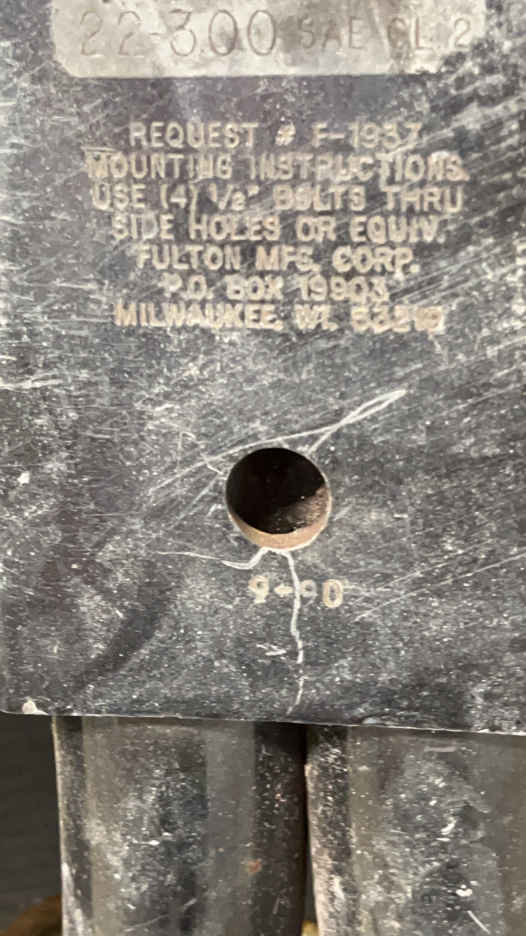 22-300 SAE CL 2
REQUEST # F-1937
MOUNTING INSTRUCTIONS.
USE (4) ½" BOLTS THRU
SIDE HOLES OR EQUIV.
FULTON MFG. CORP.
P.O. BOX 19903
MILWAUKEE, WI.
9-90